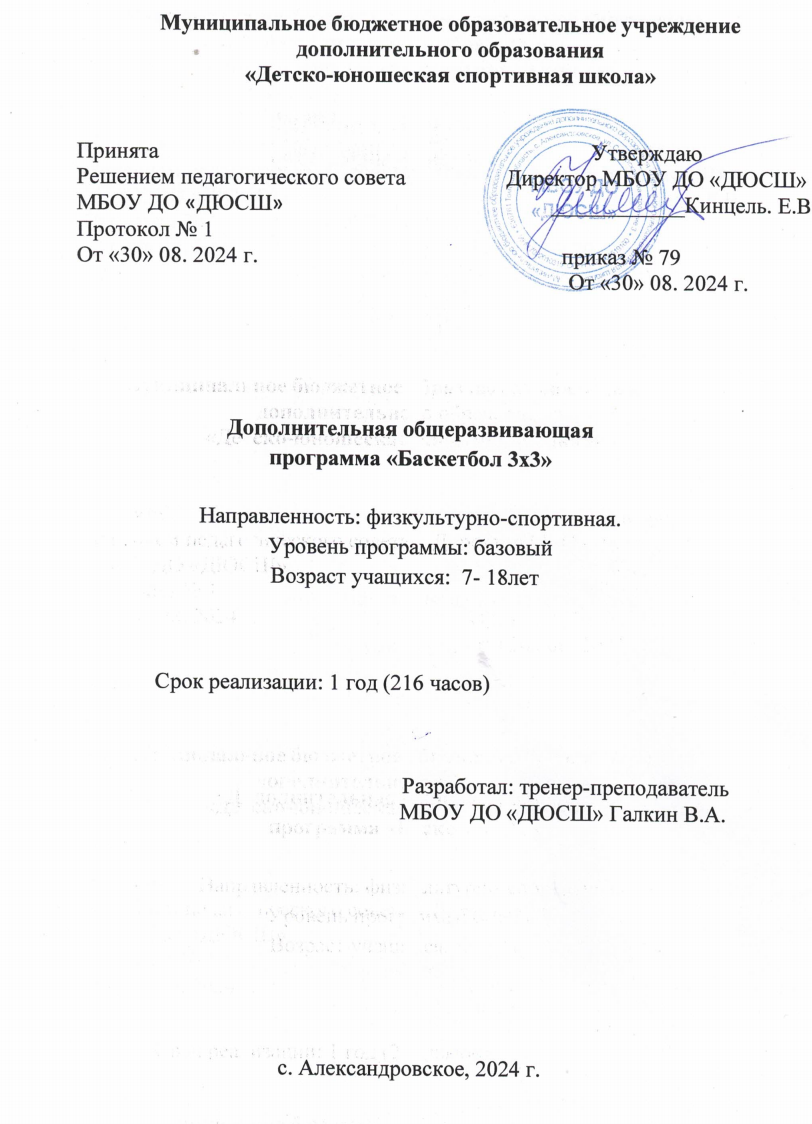 Муниципальное бюджетное образовательное учреждение
дополнительного образования
«Детско-юношеская спортивная школа»
Принята
Решением педагогического совета
МБОУ ДО «ДЮСШ»
Протокол № 1
От «30» 08. 2024 г.
Утверждаю
Директор МБОУ ДО «ДЮСШ»
Кинцель. Е.В
приказ № 79
От «30» 08. 2024 г.
«ДЮСШ»
Дополнительная общеразвивающая
программа «Баскетбол 3х3»
Направленность: физкультурно-спортивная.
Уровень программы: базовый
Возраст учащихся: 7- 18лет
Срок реализации: 1 год (216 часов)
Разработал: тренер-преподаватель
МБОУ ДО «ДЮСШ» Галкин В.А.
с. Александровское, 2024 г.